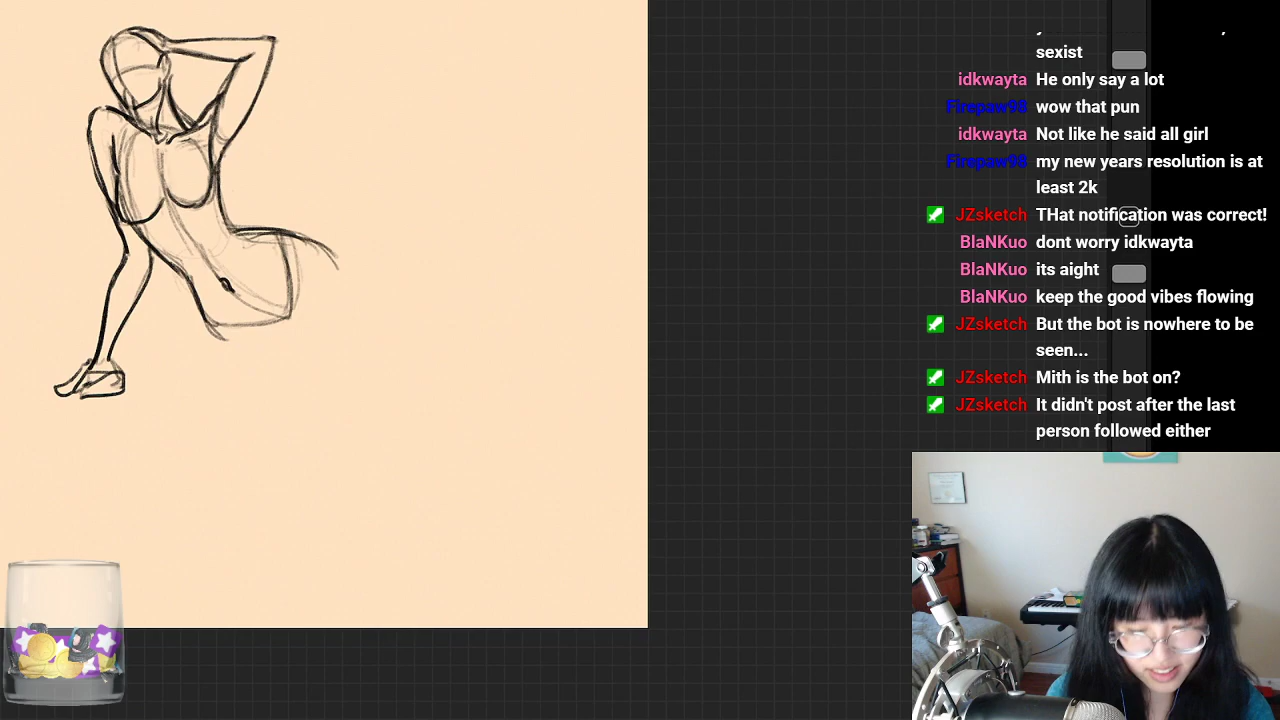 sexist
idkwayta He only say a lot
Firepaw98 wow that pun
idkwayta Not like he said all girl
Firepaw98 my new years resolution is at
least 2k
JZsketch THat notification was correct!
BlaNKuo dont worry idkwayta
BlaNKuo its aight
BlaNKuo keep the good vibes flowing
JZsketch But the bot is nowhere to be
seen...
JZsketch Mith is the bot on?
JZsketch It didn't post after the last
person followed either